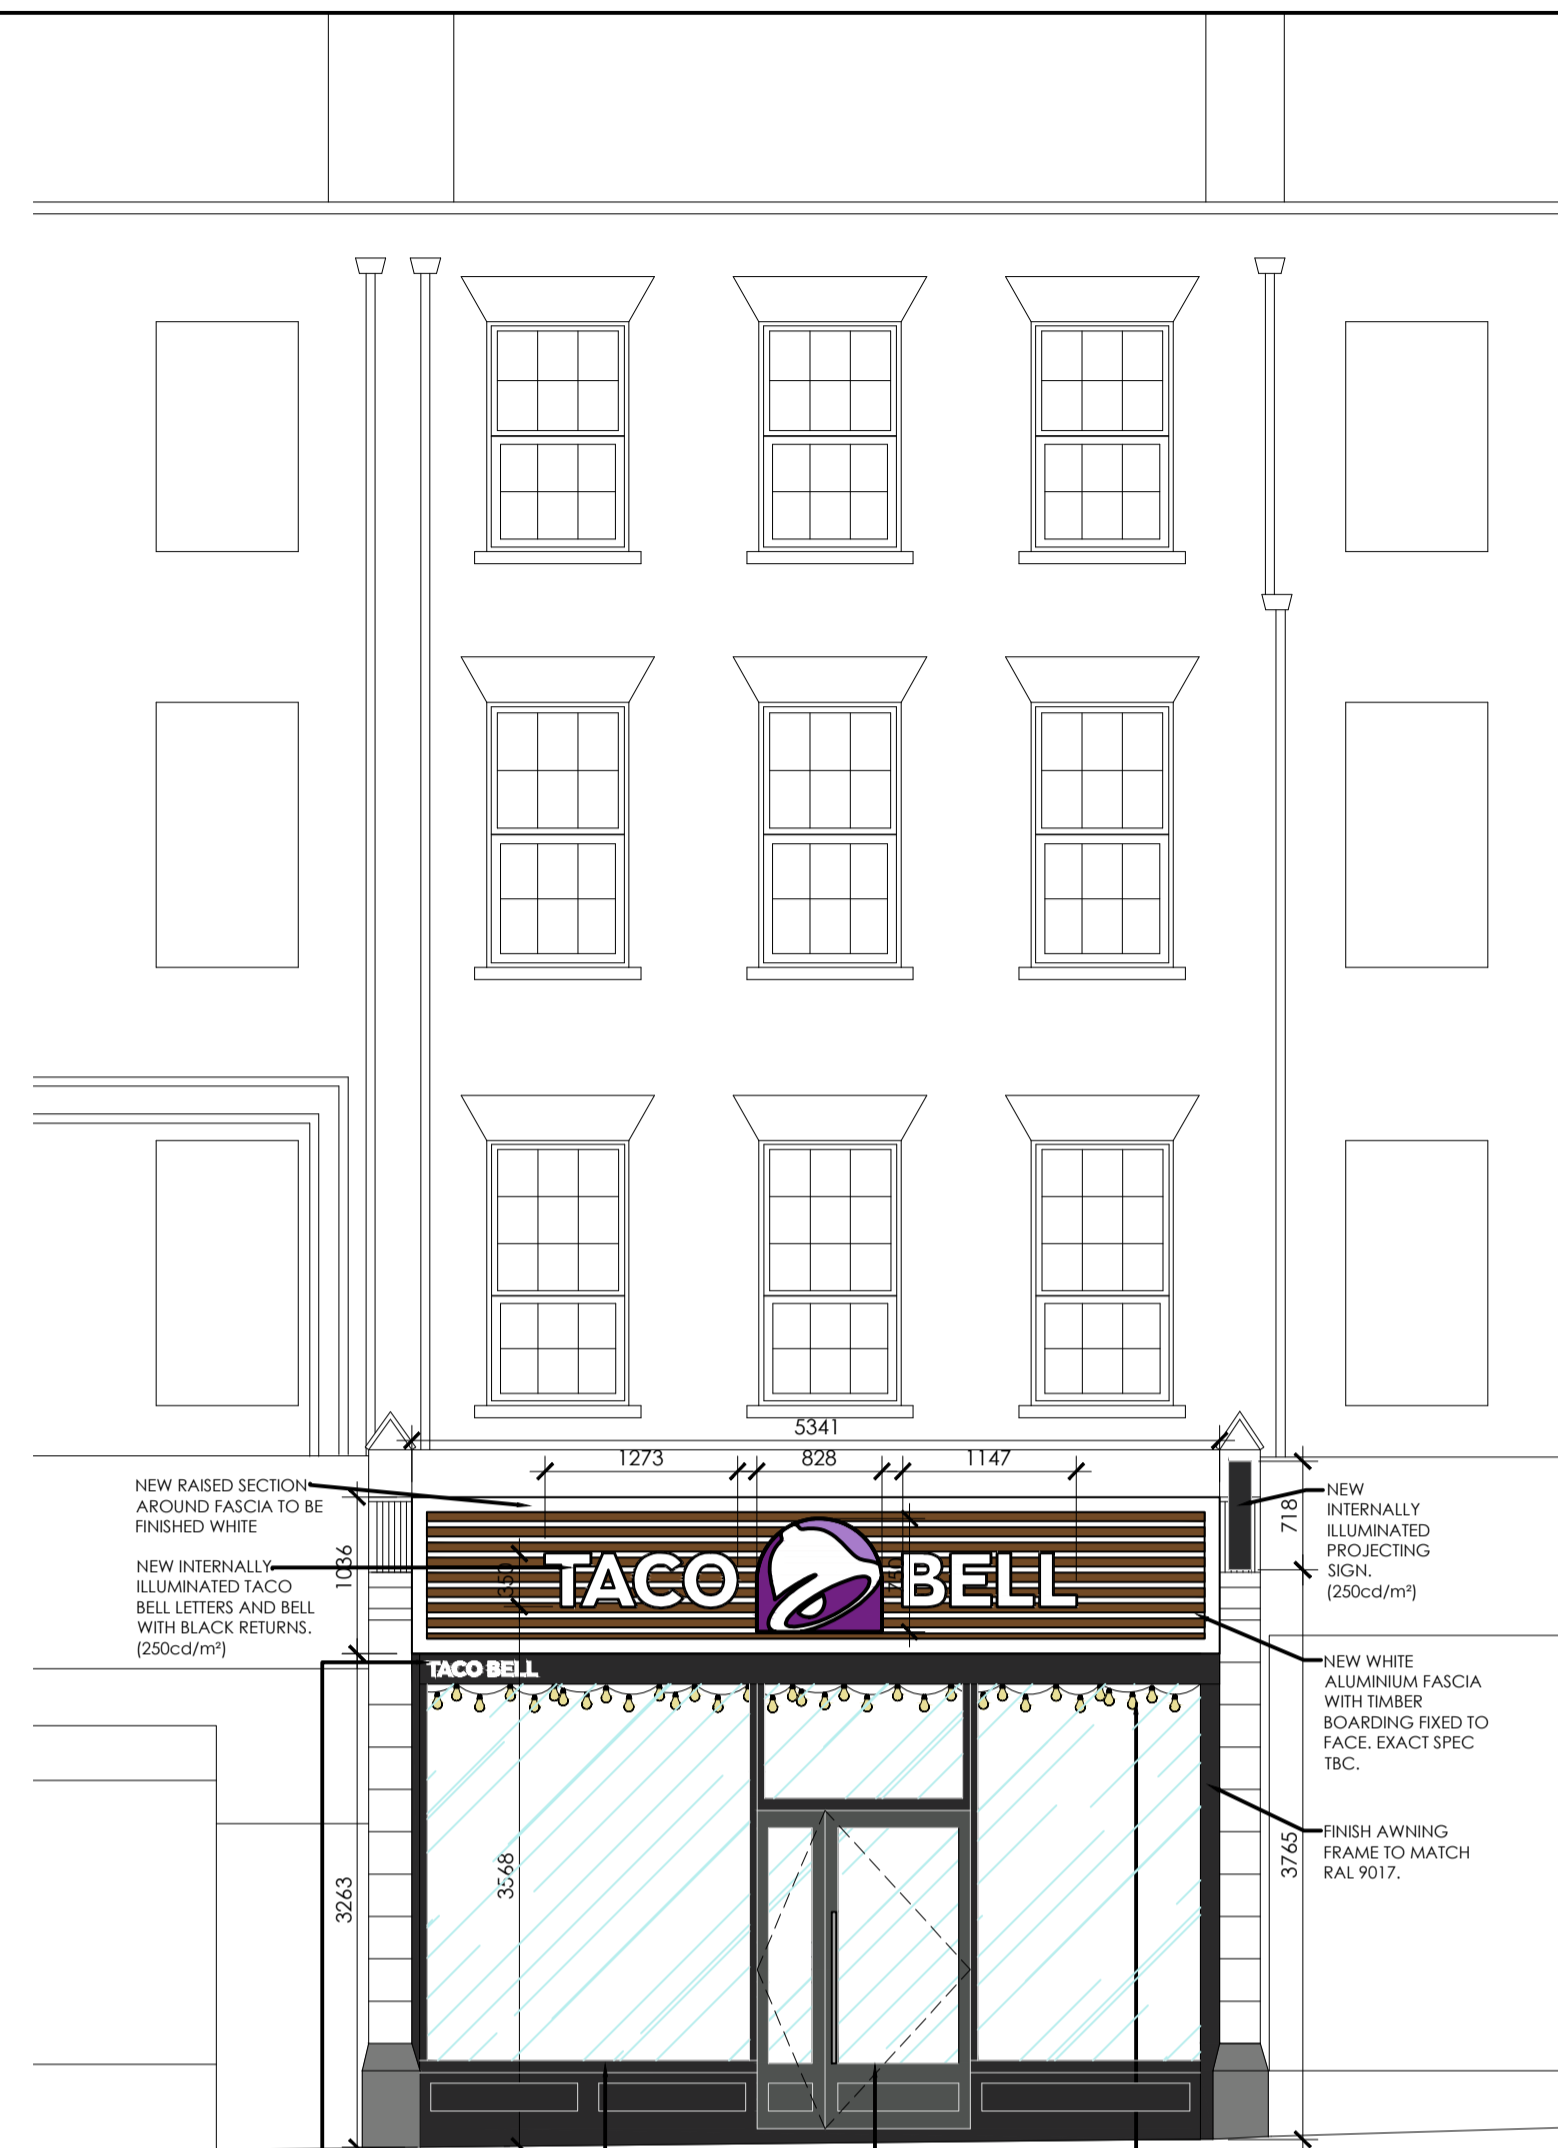 5341
1273
828
1147
NEW RAISED SECTION
AROUND FASCIA TO BE
FINISHED WHITE
NEW INTERNALLY
ILLUMINATED TACO
BELL LETTERS AND BELL
WITH BLACK RETURNS.
(250cd/m²)
1036
350
TACO BELL
750
718
NEW
INTERNALLY
ILLUMINATED
PROJECTING
SIGN.
(250cd/m²)
TACO BELL
NEW WHITE
ALUMINIUM FASCIA
WITH TIMBER
BOARDING FIXED TO
FACE. EXACT SPEC
TBC.
FINISH AWNING
FRAME TO MATCH
RAL 9017.
3263
3568
3765